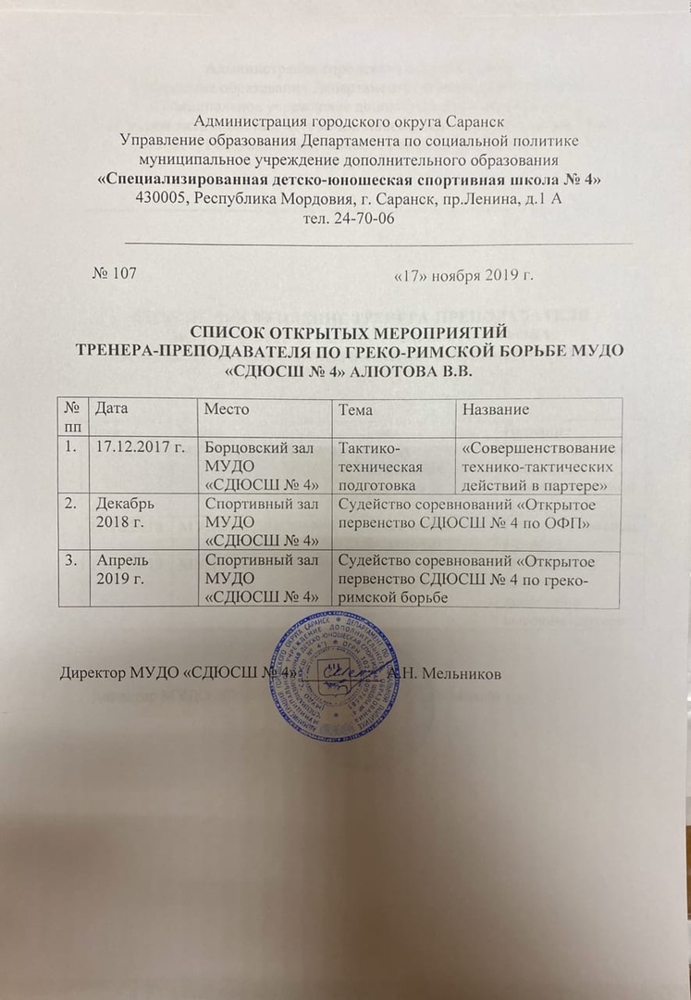 Администрация городского округа Саранск
Управление образования Департамента по социальной политике
муниципальное учреждение дополнительного образования
«Специализированная детско-юношеская спортивная школа № 4»
430005, Республика Мордовия, г. Саранск, пр.Ленина, д.1 А
тел. 24-70-06
№ 107 «17» ноября 2019 г.
СПИСОК ОТКРЫТЫХ МЕРОПРИЯТИЙ
ТРЕНЕРА-ПРЕПОДАВАТЕЛЯ ПО ГРЕКО-РИМСКОЙ БОРЬБЕ МУДО
«СДЮСШ № 4» АЛЮТОВА В.В.
№ Дата Место Тема Название
пп
1. 17.12.2017 г. Борцовский зал Тактико- «Совершенствование
МУДО техническая технико-тактических
«СДЮСШ № 4» подготовка действий в партере»
2. Декабрь Спортивный зал Судейство соревнований «Открытое
2018 г. МУДО первенство СДЮСШ № 4 по ОФП»
«СДЮСШ № 4»
3. Апрель Спортивный зал Судейство соревнований «Открытое
2019 г. МУДО первенство СДЮСШ № 4 по греко-
«СДЮСШ № 4» римской борьбе
Директор МУДО «СДЮСШ № 4»: А.Н. Мельников